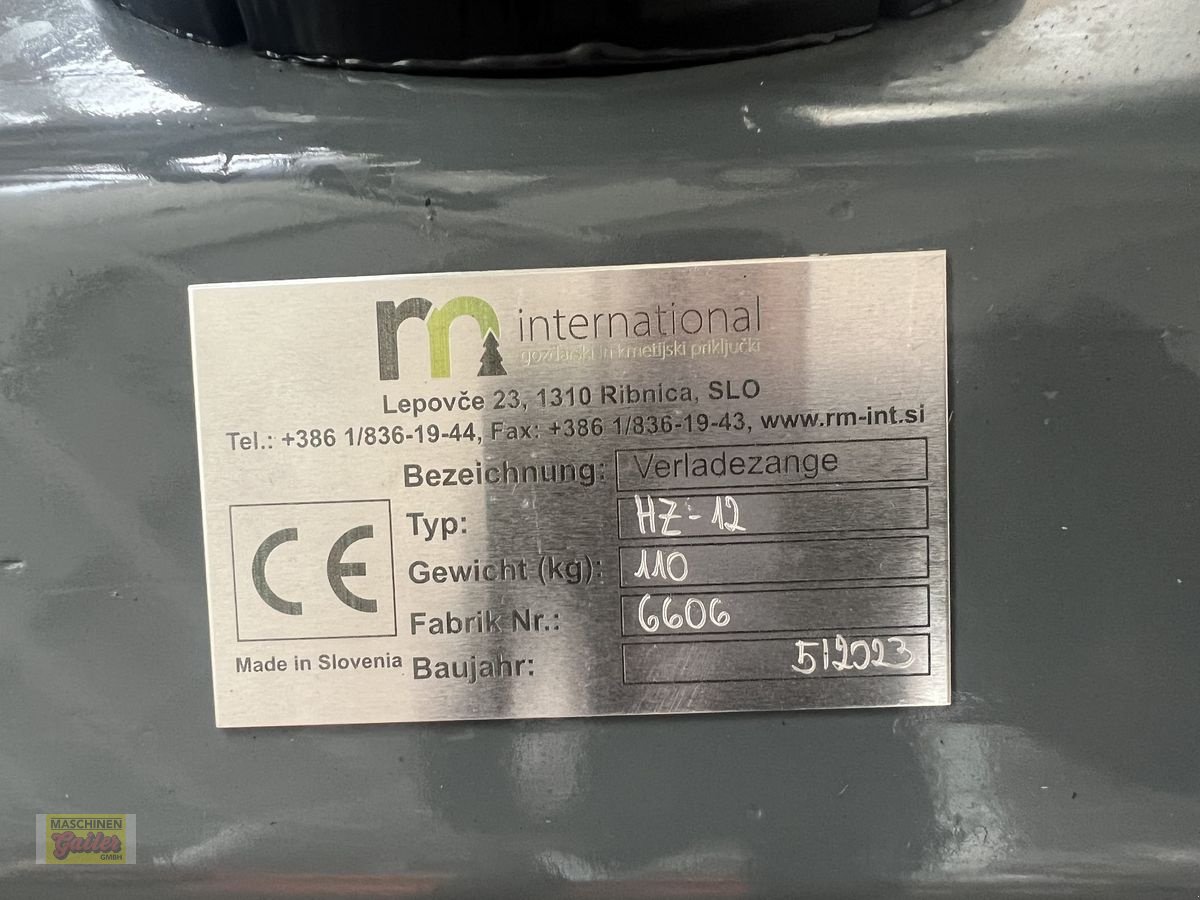 rm international
gozdarski in kmetijski priključki
Lepovče 23, 1310 Ribnica, SLO
Tel.: +386 1/836-19-44, Fax: +386 1/836-19-43, www.rm-int.si
Bezeichnung: Verladezange
Typ: HZ-12
Gewicht (kg): 110
Fabrik Nr.: 6606
Baujahr: 5/2023
CE
Made in Slovenia
MASCHINEN
Gailer
GMBH